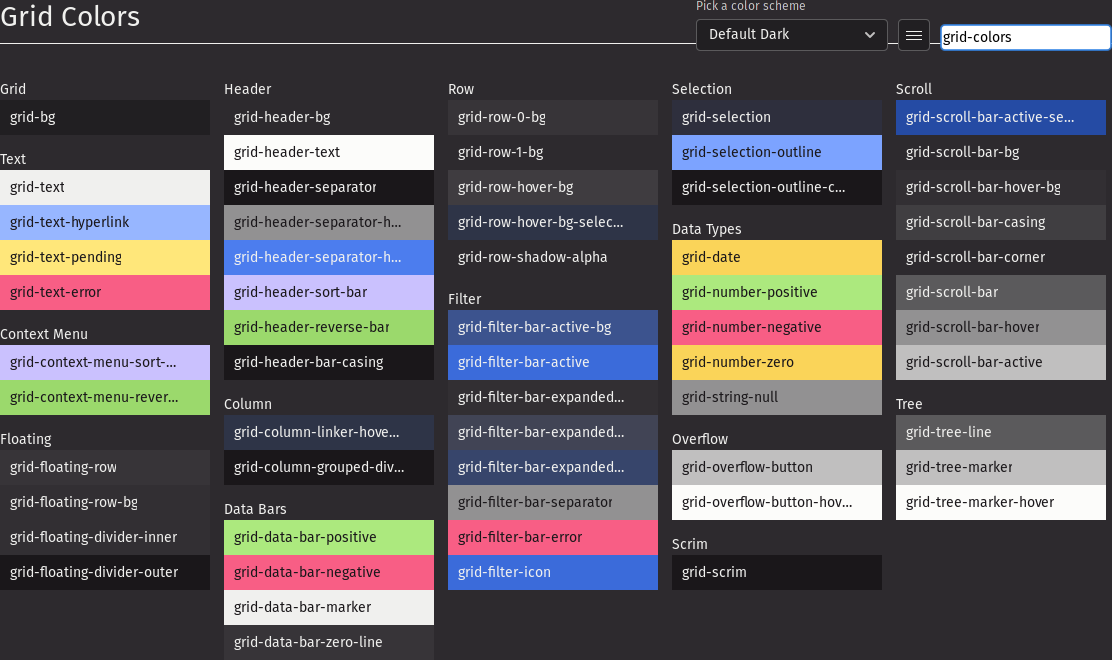 Grid Colors
Pick a color scheme
Default Dark
grid-colors
Grid
grid-bg
Text
grid-text
grid-text-hyperlink
grid-text-pending
grid-text-error
Context Menu
grid-context-menu-sort-...
grid-context-menu-rever...
Floating
grid-floating-row
grid-floating-row-bg
grid-floating-divider-inner
grid-floating-divider-outer
Header
grid-header-bg
grid-header-text
grid-header-separator
grid-header-separator-h...
grid-header-separator-h...
grid-header-sort-bar
grid-header-reverse-bar
grid-header-bar-casing
Column
grid-column-linker-hove...
grid-column-grouped-div...
Data Bars
grid-data-bar-positive
grid-data-bar-negative
grid-data-bar-marker
grid-data-bar-zero-line
Row
grid-row-0-bg
grid-row-1-bg
grid-row-hover-bg
grid-row-hover-bg-selec...
grid-row-shadow-alpha
Filter
grid-filter-bar-active-bg
grid-filter-bar-active
grid-filter-bar-expanded...
grid-filter-bar-expanded...
grid-filter-bar-expanded...
grid-filter-bar-separator
grid-filter-bar-error
grid-filter-icon
Selection
grid-selection
grid-selection-outline
grid-selection-outline-c...
Data Types
grid-date
grid-number-positive
grid-number-negative
grid-number-zero
grid-string-null
Overflow
grid-overflow-button
grid-overflow-button-hov...
Scrim
grid-scrim
Scroll
grid-scroll-bar-active-se...
grid-scroll-bar-bg
grid-scroll-bar-hover-bg
grid-scroll-bar-casing
grid-scroll-bar-corner
grid-scroll-bar
grid-scroll-bar-hover
grid-scroll-bar-active
Tree
grid-tree-line
grid-tree-marker
grid-tree-marker-hover